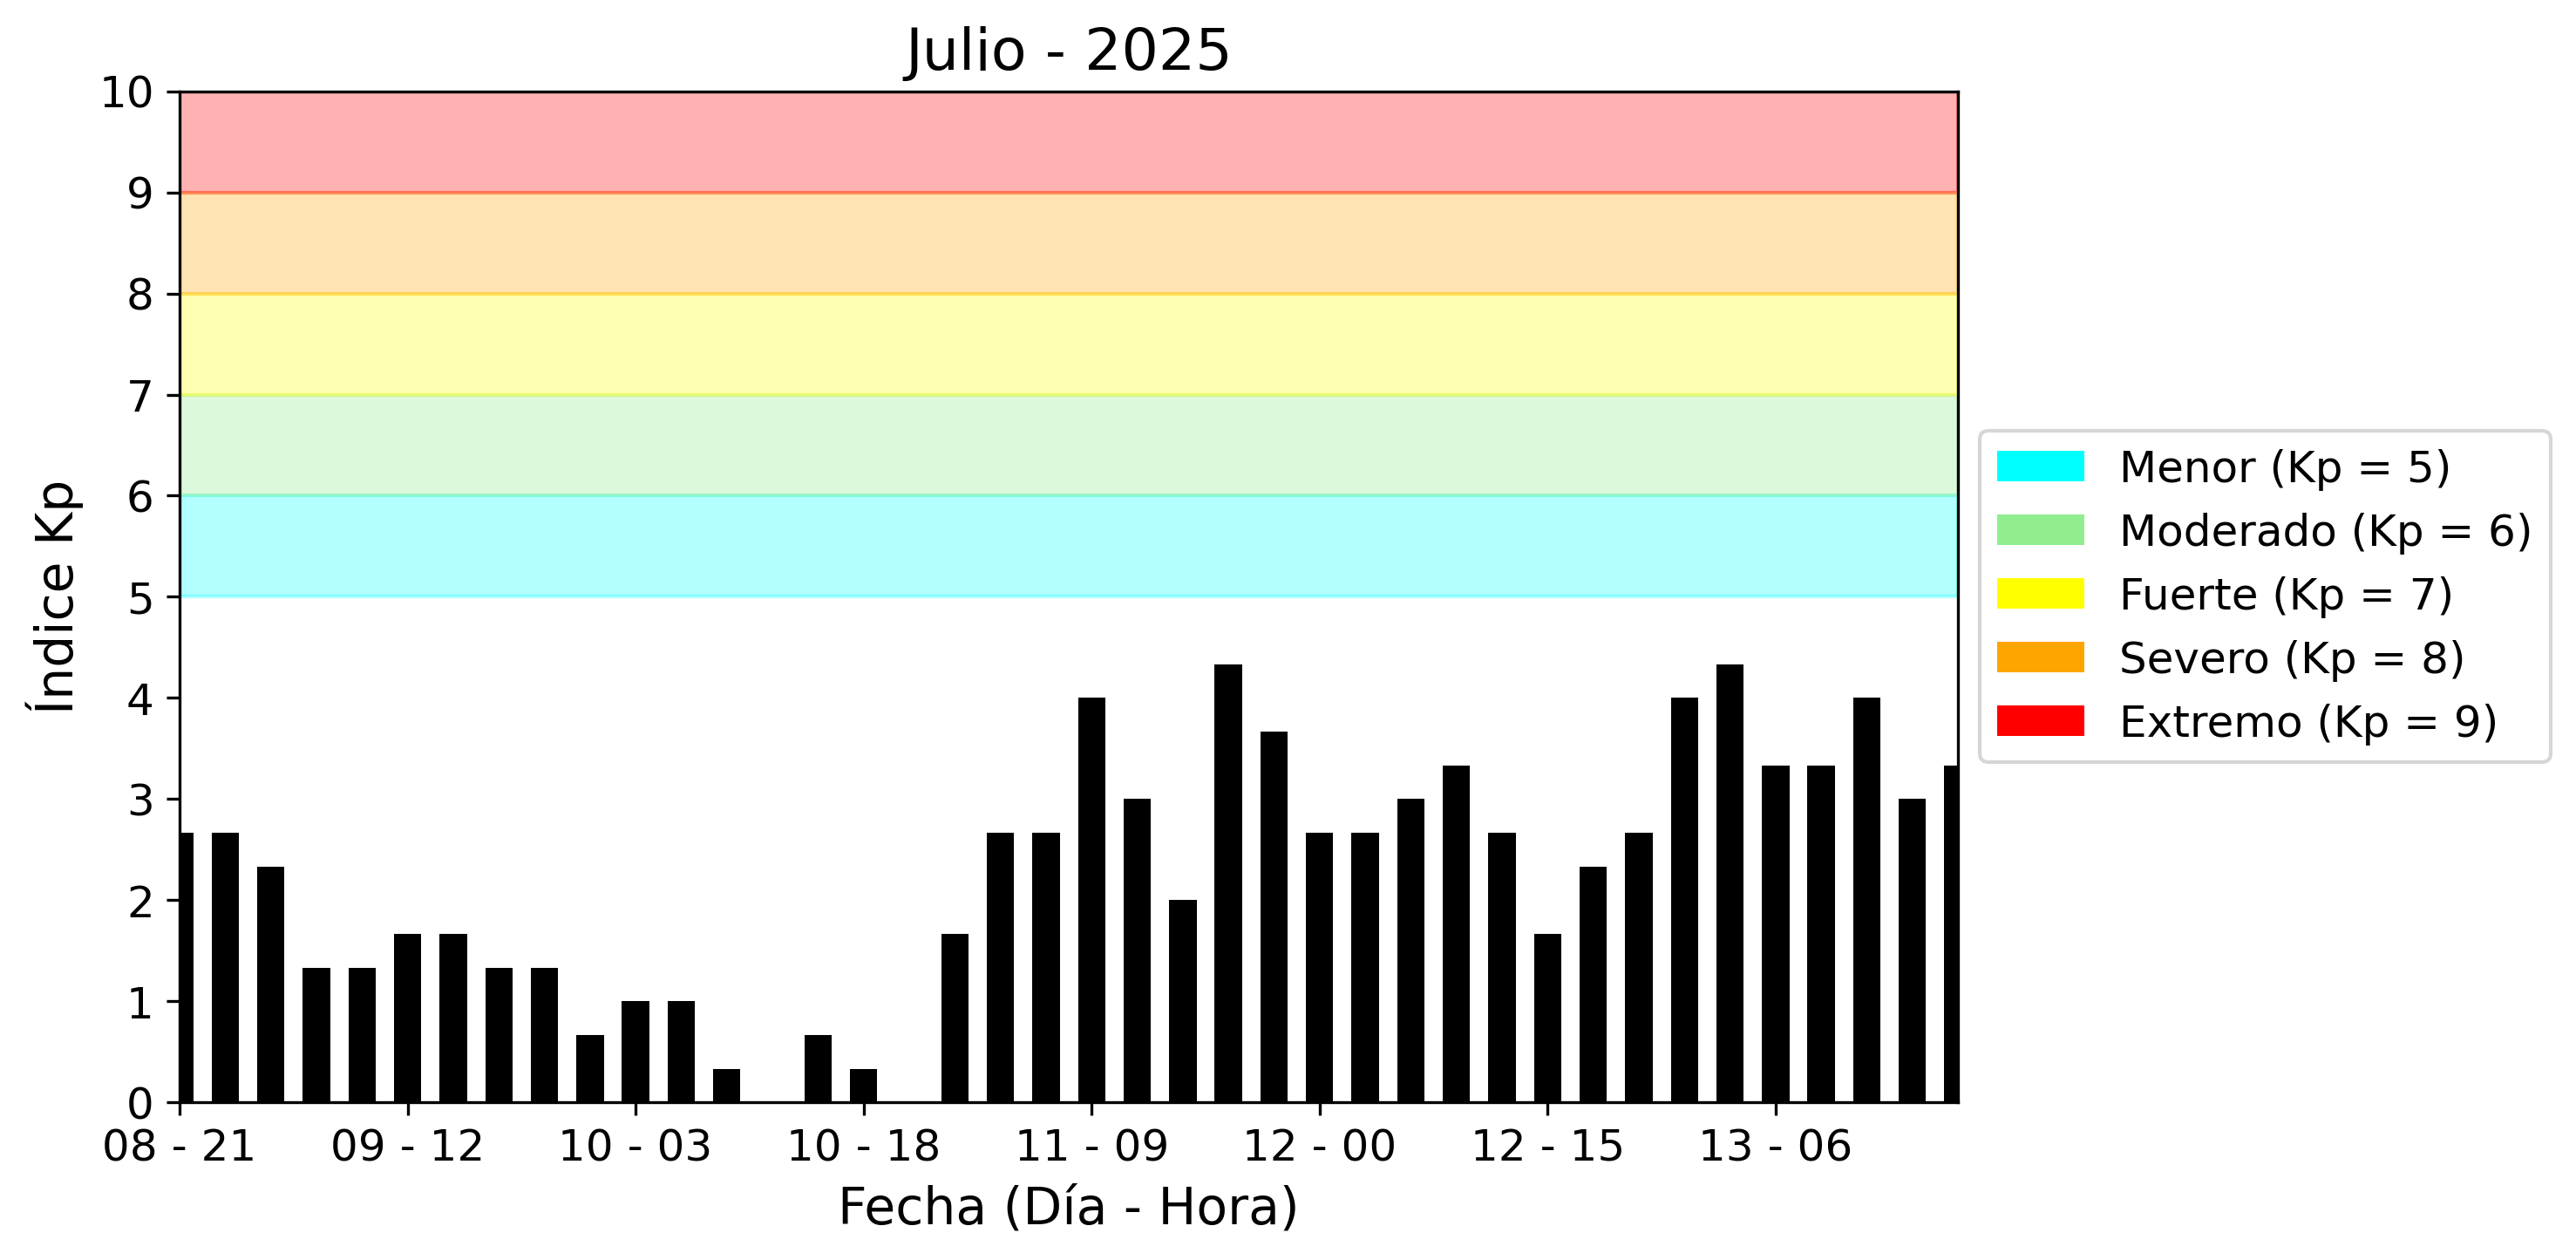 Julio - 2025
10
9
8
7
6
5
4
3
2
1
0
Índice Kp
08 - 21 09 - 12 10 - 03 10 - 18 11 - 09 12 - 00 12 - 15 13 - 06
Fecha (Día - Hora)
Menor (Kp = 5)
Moderado (Kp = 6)
Fuerte (Kp = 7)
Severo (Kp = 8)
Extremo (Kp = 9)